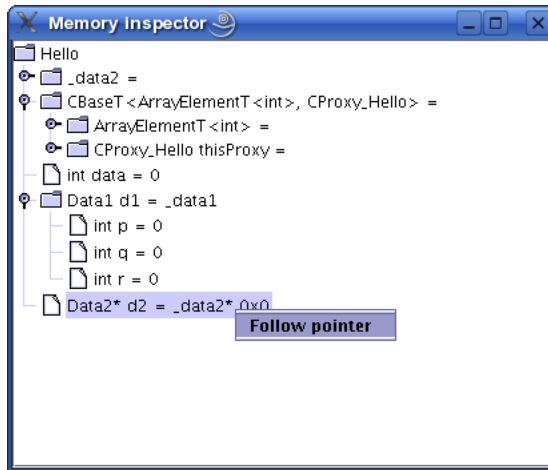 Memory inspector
Hello
_data2 =
CBaseT<ArrayElementT<int>, CProxy_Hello> =
ArrayElementT<int> =
CProxy_Hello thisProxy =
int data = 0
Data1 d1 = _data1
int p = 0
int q = 0
int r = 0
Data2* d2 = _data2* 0x0
Follow pointer